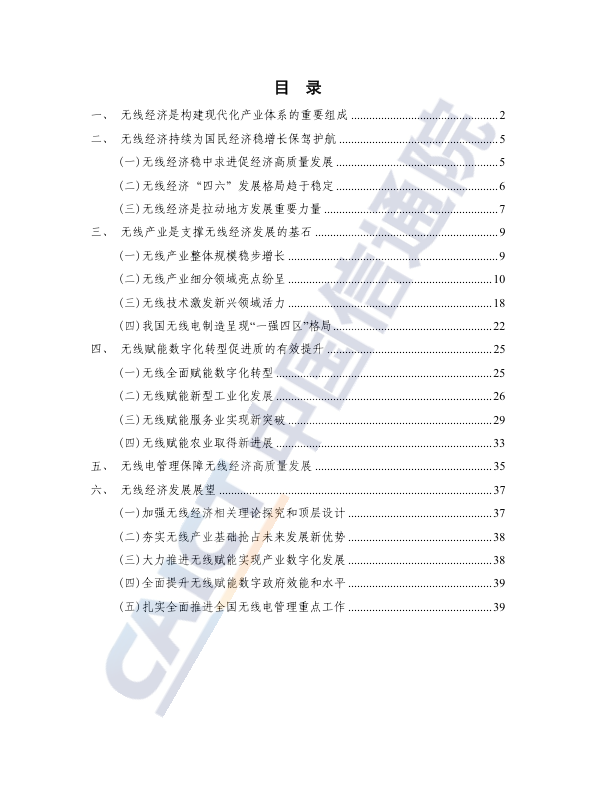 目 录
一、 无线经济是构建现代化产业体系的重要组成 ................ 2
二、 无线经济持续为国民经济稳增长保驾护航 ................ 5
(一)无线经济稳中求进促经济高质量发展 ................ 5
(二)无线经济“四六”发展格局趋于稳定 ................ 6
(三)无线经济是拉动地方发展重要力量 ................ 7
三、 无线产业是支撑无线经济发展的基石 ................ 9
(一)无线产业整体规模稳步增长 ................ 9
(二)无线产业细分领域亮点纷呈 ................ 10
(三)无线技术激发新兴领域活力 ................ 18
(四)我国无线电制造呈现“一强四区”格局 ................ 22
四、 无线赋能数字化转型促进质的有效提升 ................ 25
(一)无线全面赋能数字化转型 ................ 25
(二)无线赋能新型工业化发展 ................ 26
(三)无线赋能服务业实现新突破 ................ 29
(四)无线赋能农业取得新进展 ................ 33
五、 无线电管理保障无线经济高质量发展 ................ 35
六、 无线经济发展展望 ................ 37
(一)加强无线经济相关理论探究和顶层设计 ................ 37
(二)夯实无线产业基础抢占未来发展新优势 ................ 38
(三)大力推进无线赋能实现产业数字化发展 ................ 38
(四)全面提升无线赋能数字政府效能和水平 ................ 39
(五)扎实全面推进全国无线电管理重点工作 ................ 39
CAICT 中国信通院